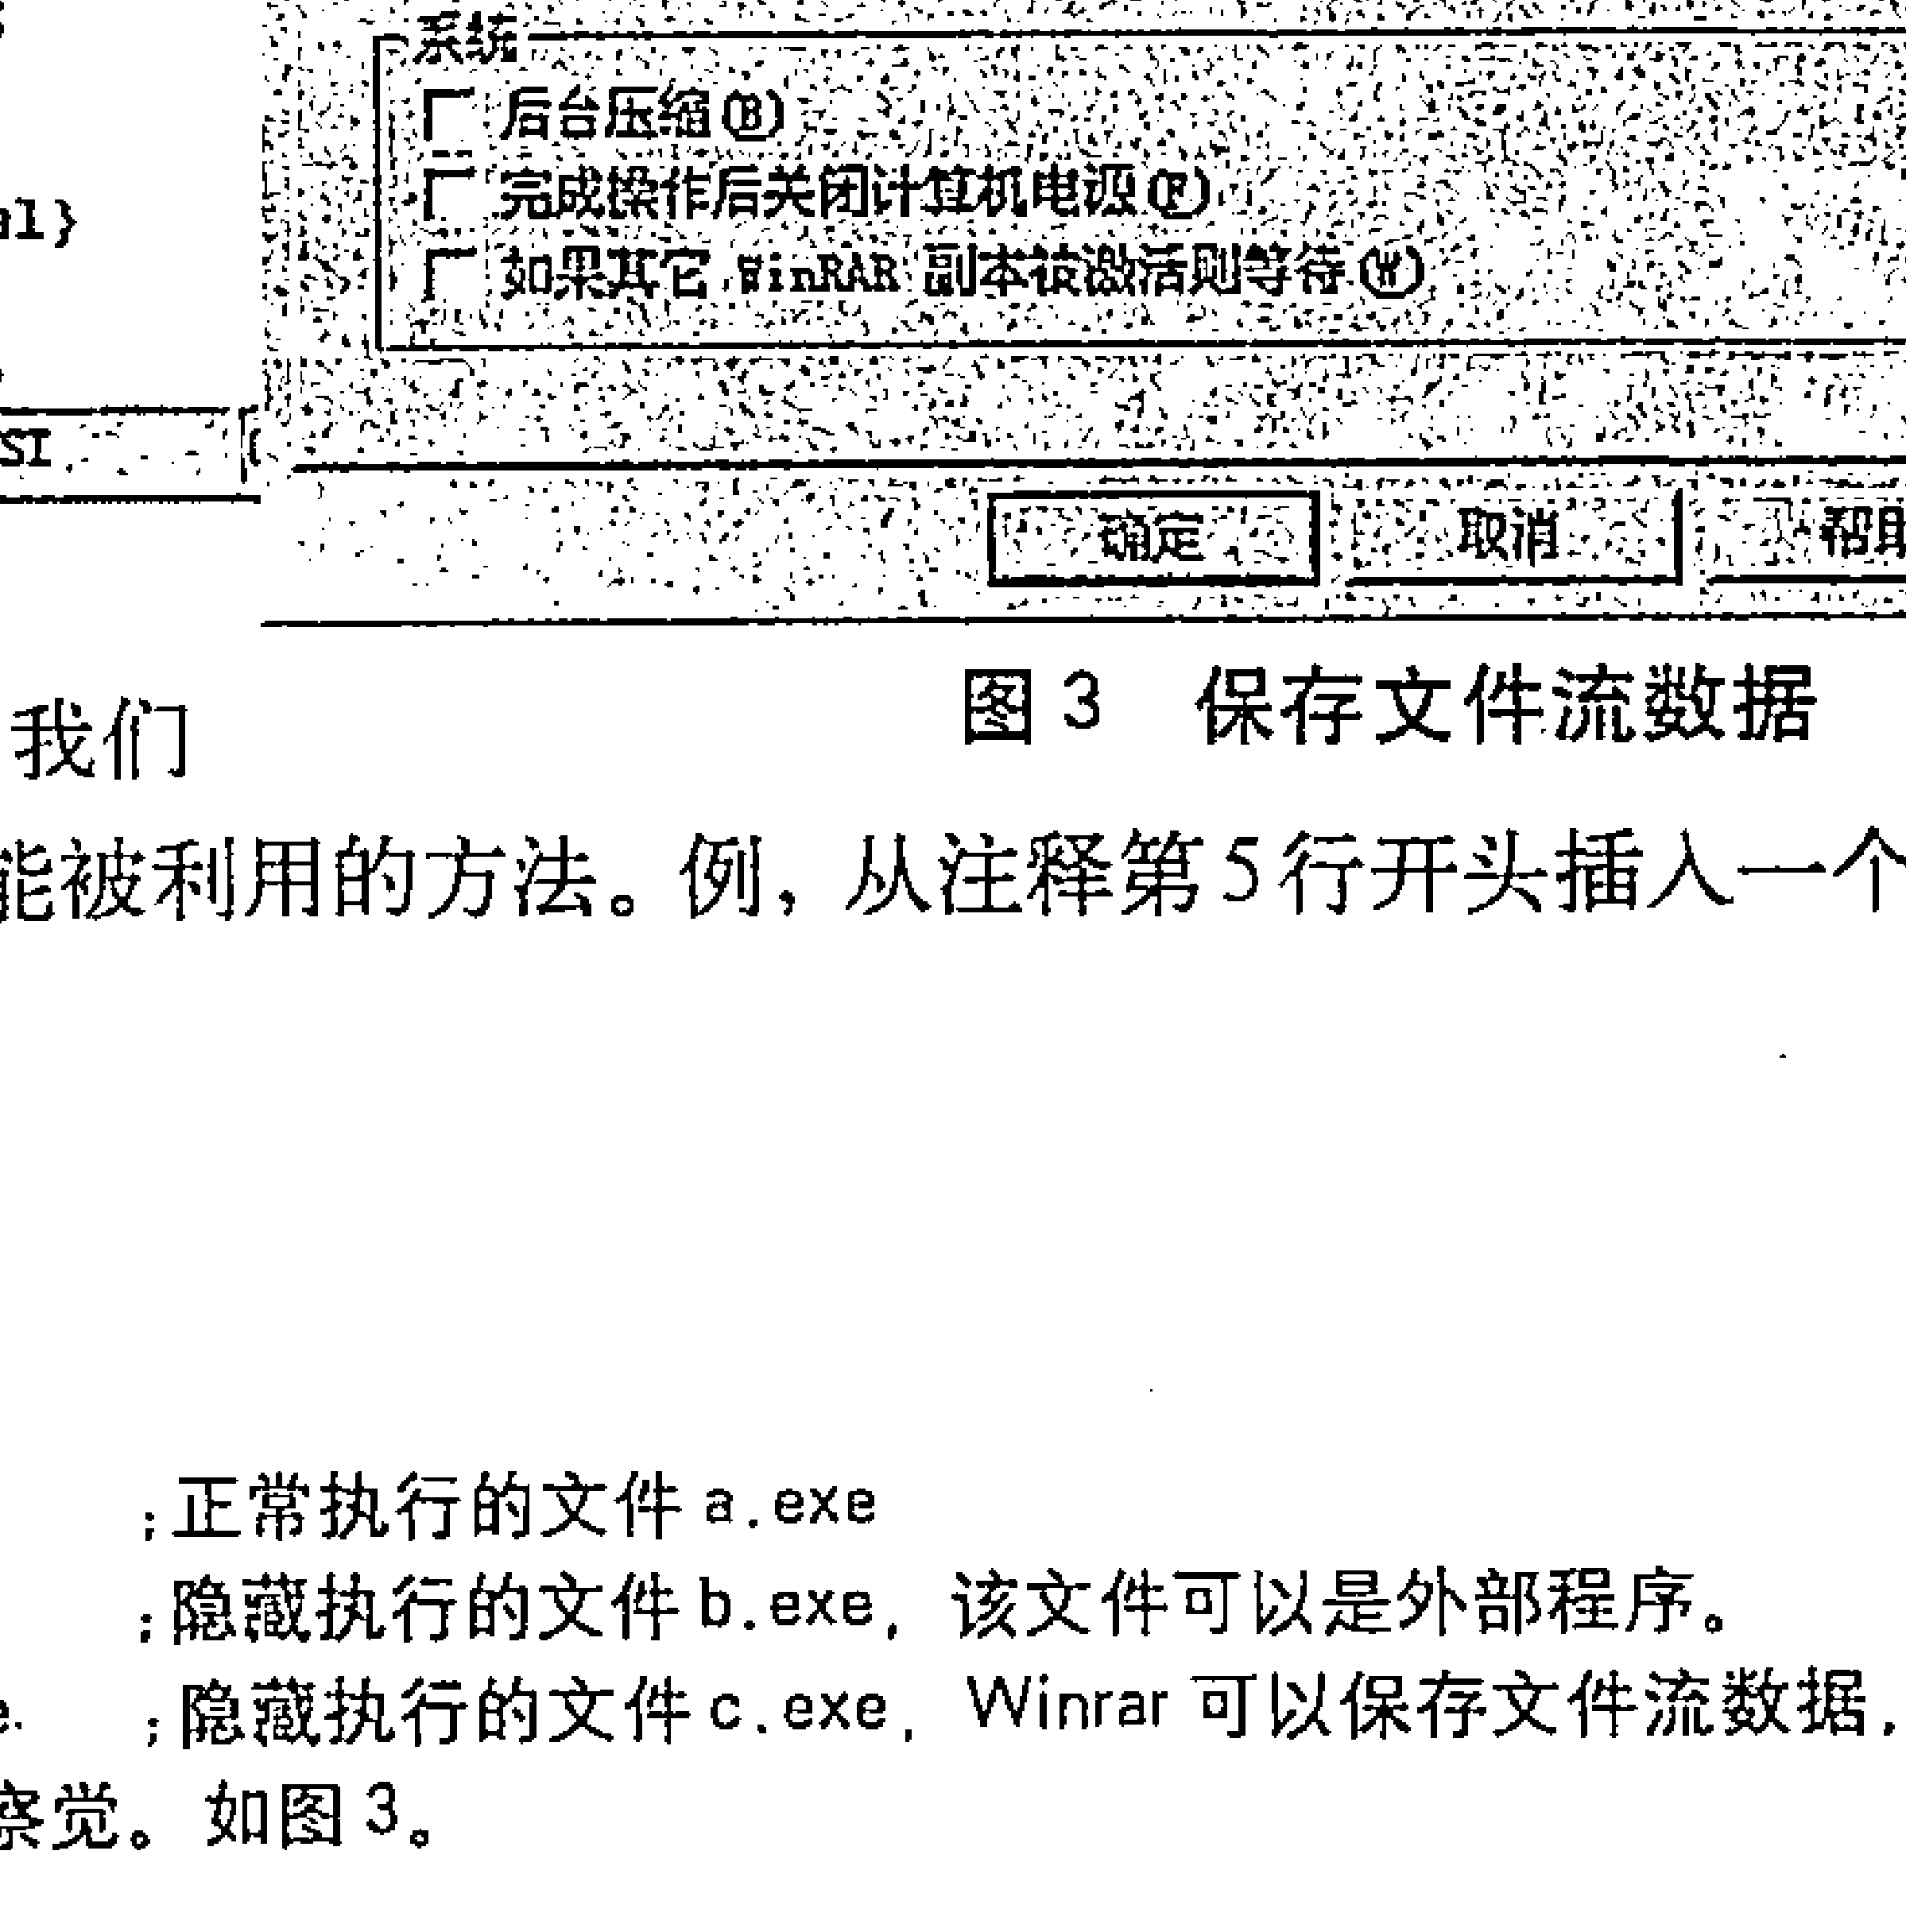 系统
后台压缩(B)
完成操作后关闭计算机电源(F)
al}
如果其它 WinRAR 副本被激活则等待(W)
SI
确定 取消 帮助
图 3 保存文件流数据
我们
能被利用的方法。例，从注释第5行开头插入一个
;正常执行的文件 a.exe
;隐藏执行的文件 b.exe, 该文件可以是外部程序。
e. ;隐藏执行的文件 c.exe, Winrar 可以保存文件流数据,
察觉。如图 3。